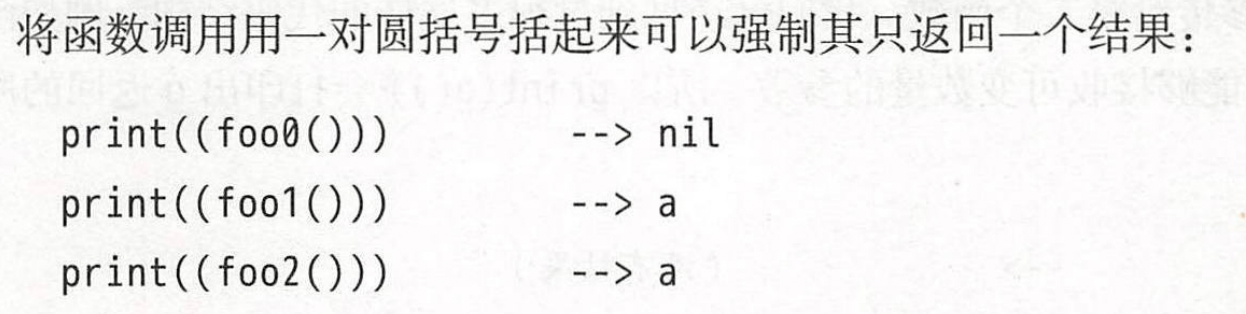 将函数调用用一对圆括号括起来可以强制其只返回一个结果：
print((foo0())) --> nil
print((foo1())) --> a
print((foo2())) --> a